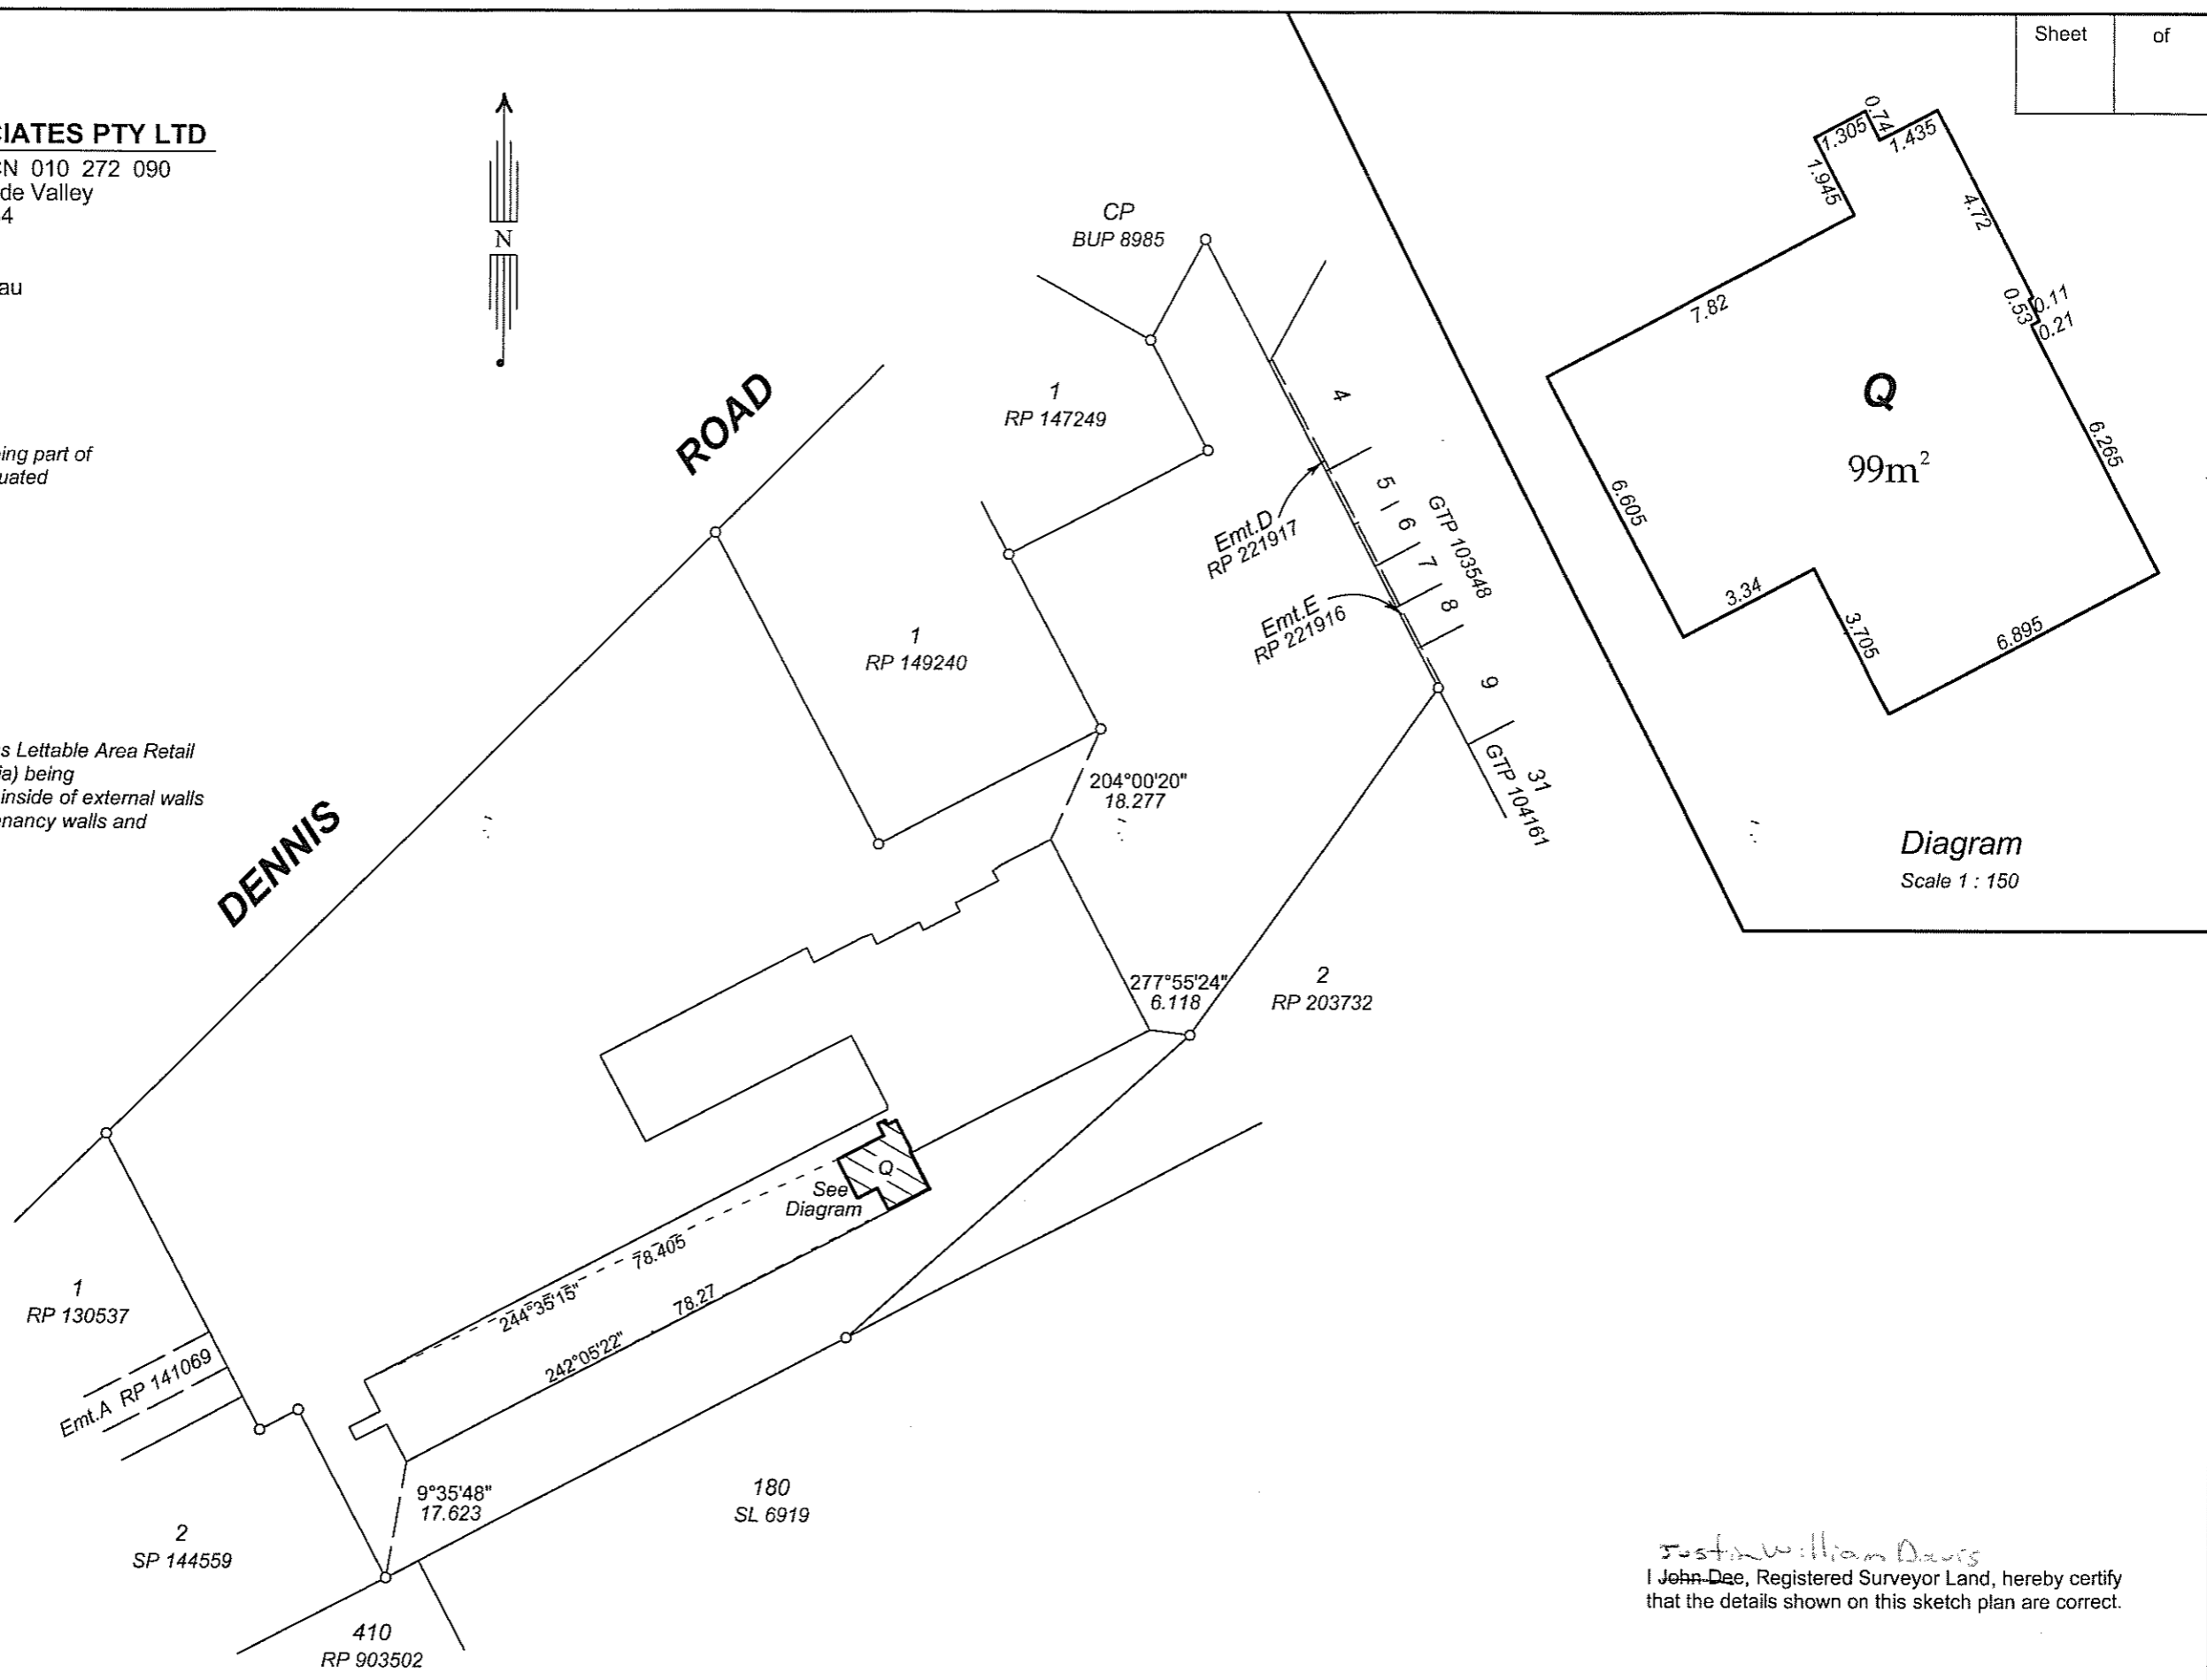 Sheet
of
CIATES PTY LTD
CN 010 272 090
de Valley
4
au
ing part of
uated
s Lettable Area Retail
ia) being
inside of external walls
nancy walls and
N
DENNIS ROAD
CP
BUP 8985
1
RP 147249
1
RP 149240
Emt.D
RP 221917
Emt.E
RP 221916
4
5
6
7
8
9
GTP 103548
31
GTP 104161
204°00'20"
18.277
277°55'24"
6.118
2
RP 203732
Q
See
Diagram
78.405
244°35'15"
78.27
242°05'22"
1
RP 130537
Emt.A RP 141069
9°35'48"
17.623
2
SP 144559
180
SL 6919
410
RP 903502
0.74
1.305
1.435
1.945
4.72
7.82
0.11
0.53
0.21
Q
99m²
6.265
6.605
3.34
3.705
6.895
Diagram
Scale 1 : 150
Justin William Davis
I John Dee, Registered Surveyor Land, hereby certify
that the details shown on this sketch plan are correct.